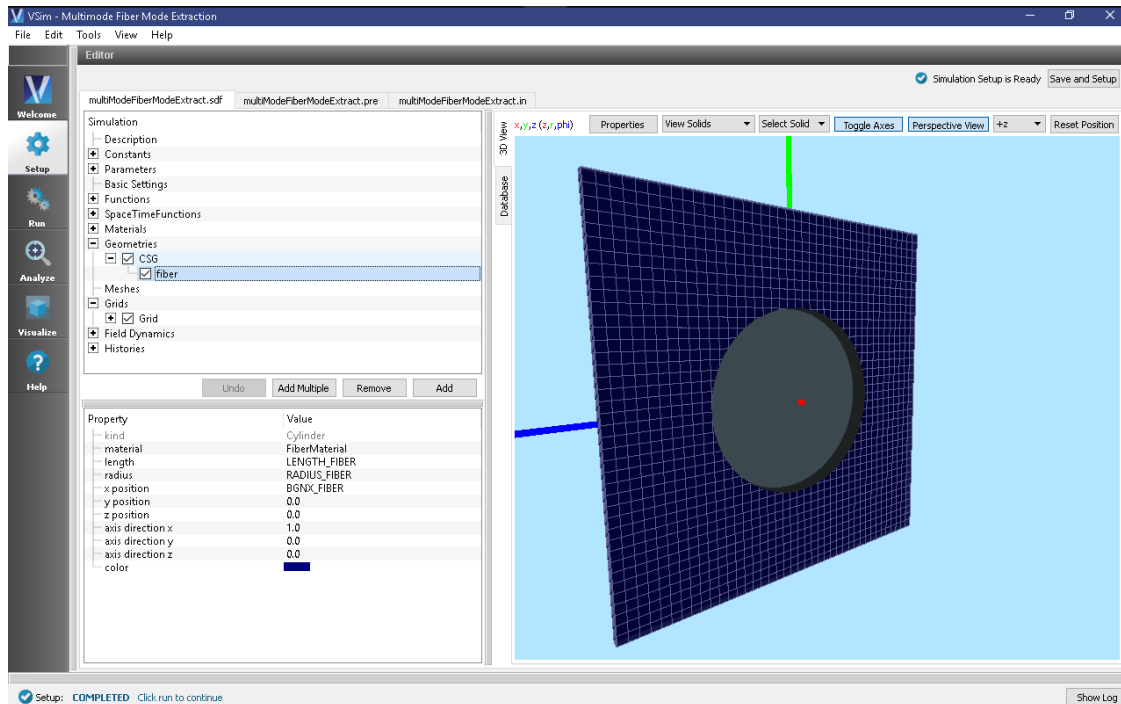 VSim - Multimode Fiber Mode Extraction
File Edit Tools View Help
Editor
Simulation Setup is Ready Save and Setup
multiModeFiberModeExtract.sdf multiModeFiberModeExtract.pre multiModeFiberModeExtract.in
Welcome
Setup
Run
Analyze
Visualize
Help
Simulation
Description
Constants
Parameters
Basic Settings
Functions
SpaceTimeFunctions
Materials
Geometries
CSG
fiber
Meshes
Grids
Grid
Field Dynamics
Histories
Undo Add Multiple Remove Add
Property Value
kind Cylinder
material FiberMaterial
length LENGTH_FIBER
radius RADIUS_FIBER
x position BGNX_FIBER
y position 0.0
z position 0.0
axis direction x 1.0
axis direction y 0.0
axis direction z 0.0
color
3D View
Database
x,y,z (z,r,phi) Properties View Solids Select Solid Toggle Axes Perspective View +z Reset Position
Setup: COMPLETED Click run to continue
Show Log